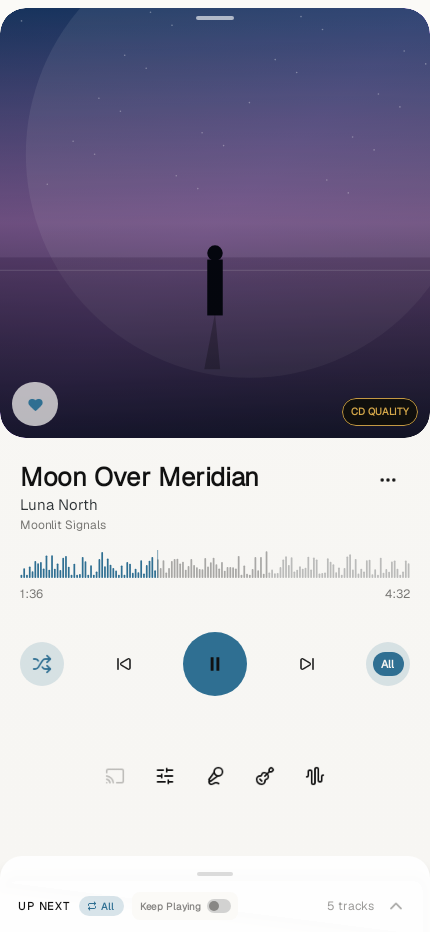 CD QUALITY
Moon Over Meridian
Luna North
Moonlit Signals
1:36 4:32
All
UP NEXT All Keep Playing 5 tracks